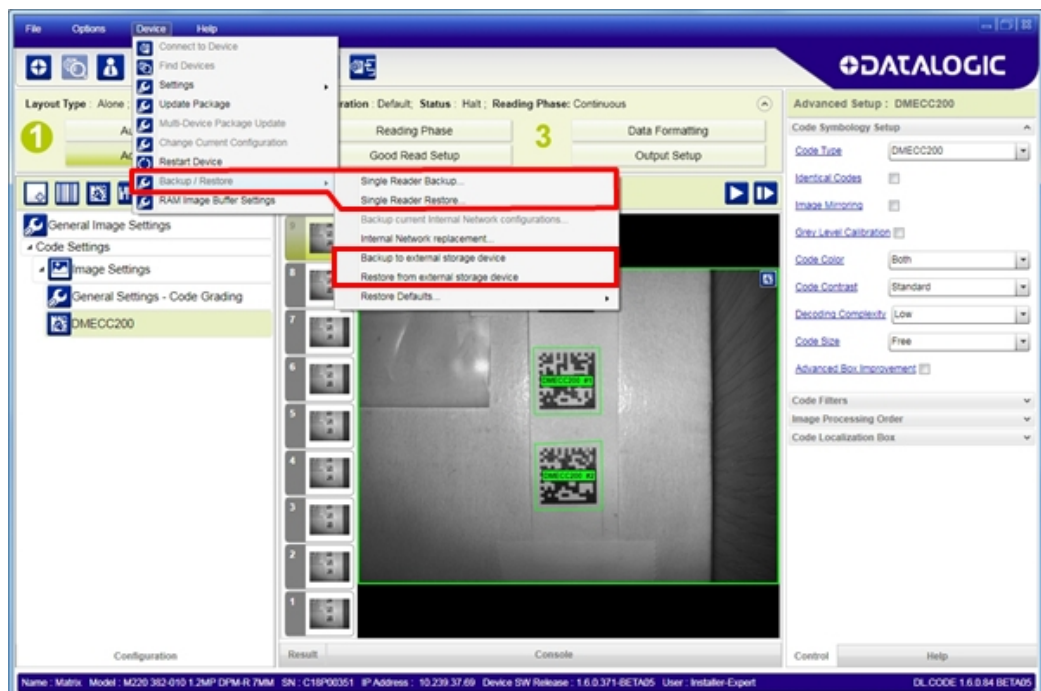 File Options Device Help
Connect to Device
Find Devices
Settings
Update Package
Multi-Device Package Update
Change Current Configuration
Restart Device
Backup / Restore
RAM Image Buffer Settings
Single Reader Backup...
Single Reader Restore...
Backup current Internal Network configurations...
Internal Network replacement...
Backup to external storage device
Restore from external storage device
Restore Defaults...
DATALOGIC
Layout Type : Alone ;
ration : Default; Status : Halt ; Reading Phase: Continuous
1
Reading Phase
Good Read Setup
3
Data Formatting
Output Setup
General Image Settings
Code Settings
Image Settings
General Settings - Code Grading
DMECC200
9
8
7
6
5
4
3
2
1
DMECC200 #1
DMECC200 #2
Advanced Setup : DMECC200
Code Symbology Setup
Code Type DMECC200
Identical Codes
Image Mirroring
Grey Level Calibration
Code Color Both
Code Contrast Standard
Decoding Complexity Low
Code Size Free
Advanced Box Improvement
Code Filters
Image Processing Order
Code Localization Box
Configuration
Result Console
Control Help
Name : Matrix Model : M220 382-010 1.2MP DPM-R 7MM SN : C18P00351 IP Address : 10.239.37.69 Device SW Release : 1.6.0.371-BETA05 User : Installer-Expert DL.CODE 1.6.0.84 BETA05